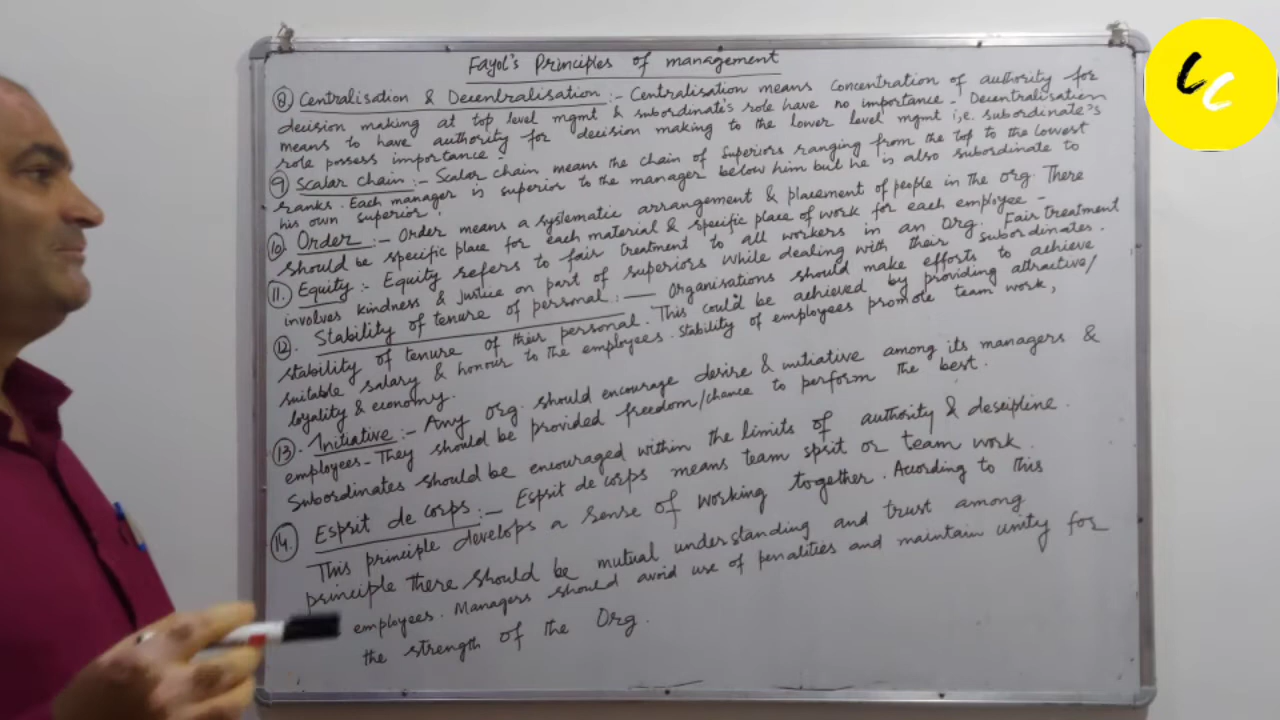 Fayol's Principles of management
⑧ Centralisation & Decentralisation :- Centralisation means concentration of authority for
decision making at top level mgmt & subordinate's role have no importance - Decentralisation
means to have authority for decision making to the lower level mgmt i,e. subordinate's
role possess importance -
⑨ Scalar chain :- Scalar chain means the chain of superiors ranging from the top to the lowest
ranks. Each manager is superior to the manager below him but he is also subordinate to
his own superior.
⑩ Order :- Order means a systematic arrangement & placement of people in the org. There
should be specific place for each material & specific place of work for each employee -
⑪. Equity :- Equity refers to fair treatment to all workers in an org. Fair treatment
involves kindness & justice on part of superiors while dealing with their subordinates.
⑫. Stability of tenure of personal :- Organisations should make efforts to achieve
stability of tenure of their personal. This could be achieved by providing attractive/
suitable salary & honour to the employees. Stability of employees promote team work,
loyality & economy.
⑬. Initiative :- Any org. should encourage desire & initiative among its managers &
employees - They should be provided freedom/chance to perform the best.
Subordinates should be encouraged within the limits of authority & descipline.
⑭. Esprit de corps :- Esprit de corps means team sprit or team work.
This principle develops a sense of working together. According to this
principle there should be mutual understanding and trust among
employees. Managers should avoid use of penalities and maintain unity for
the strength of the Org.
C C